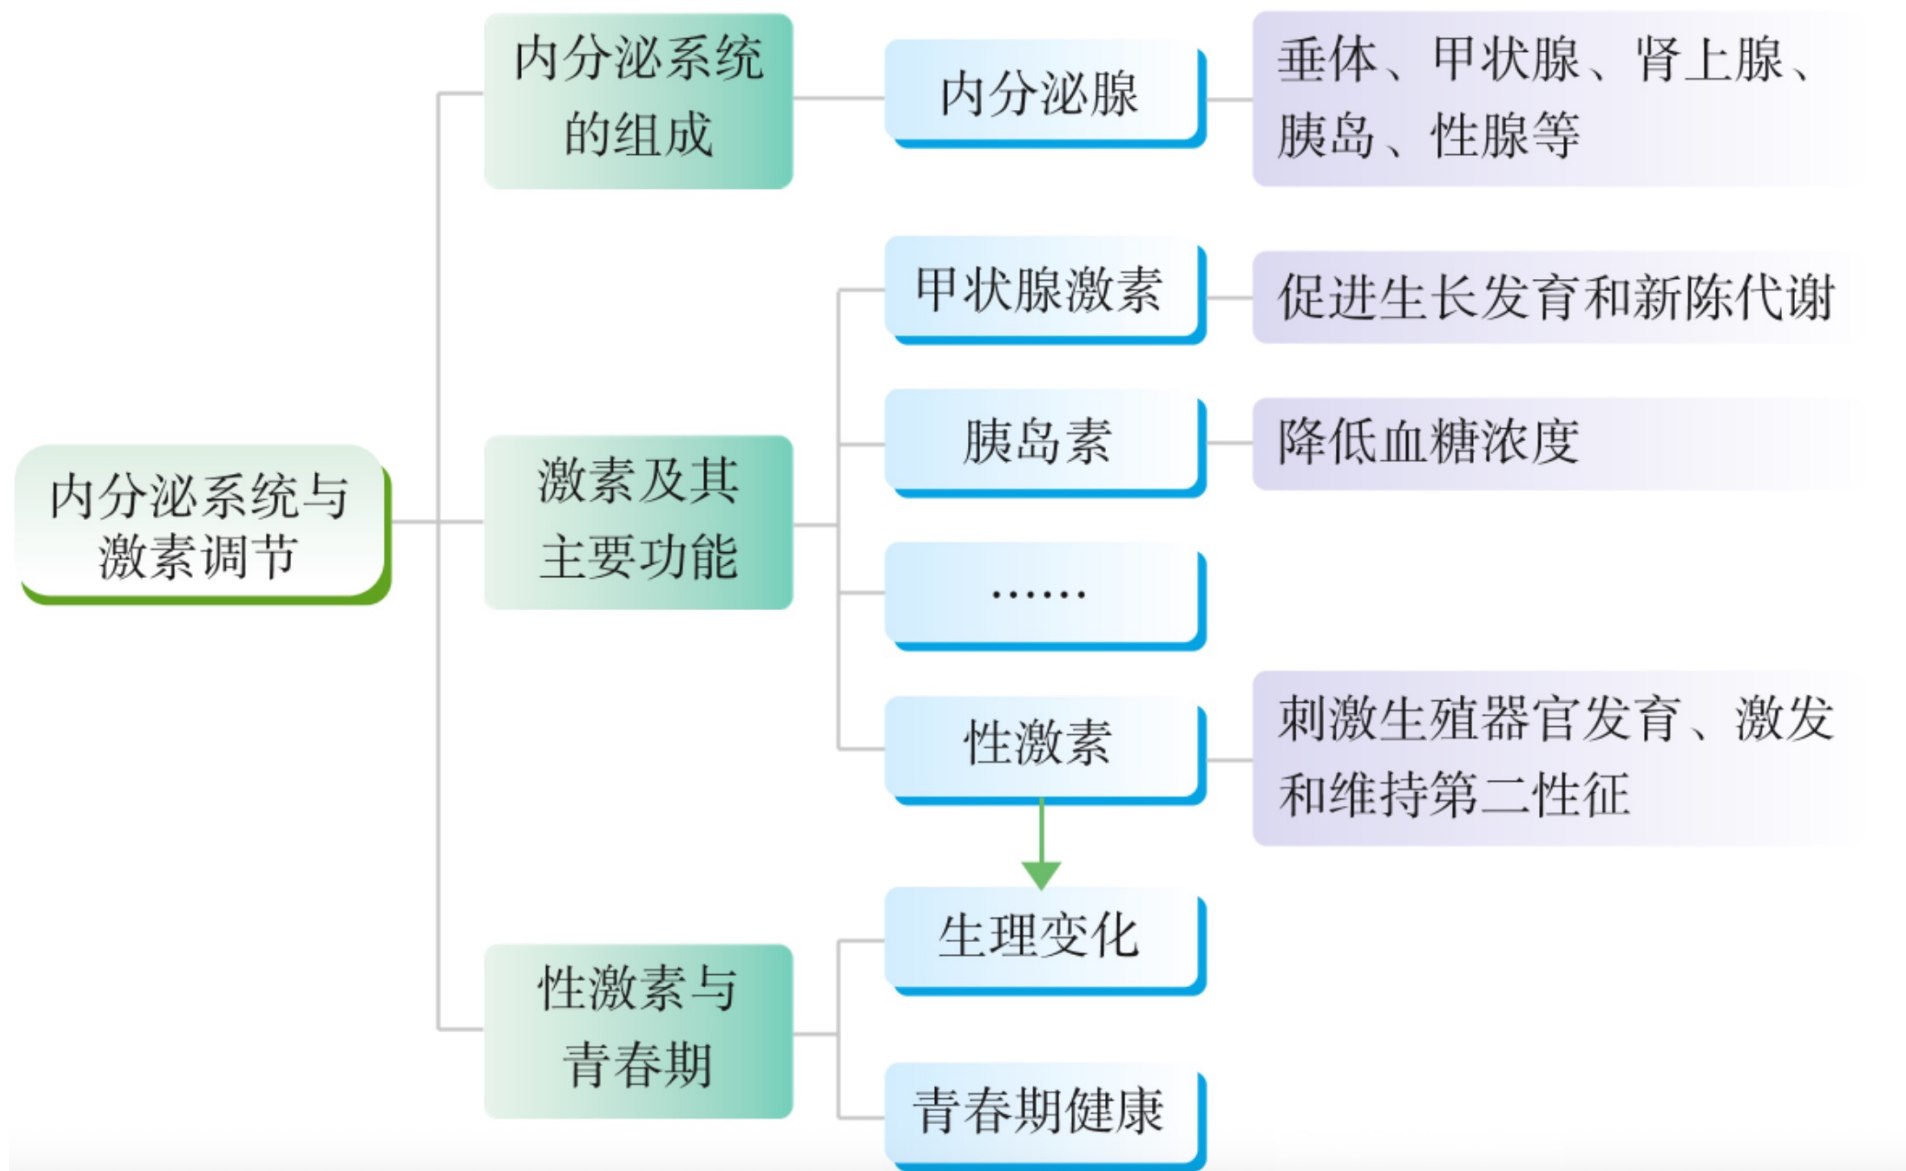 内分泌系统与
激素调节
内分泌系统
的组成
内分泌腺
垂体、甲状腺、肾上腺、
胰岛、性腺等
激素及其
主要功能
甲状腺激素
促进生长发育和新陈代谢
胰岛素
降低血糖浓度
……
性激素
刺激生殖器官发育、激发
和维持第二性征
性激素与
青春期
生理变化
青春期健康